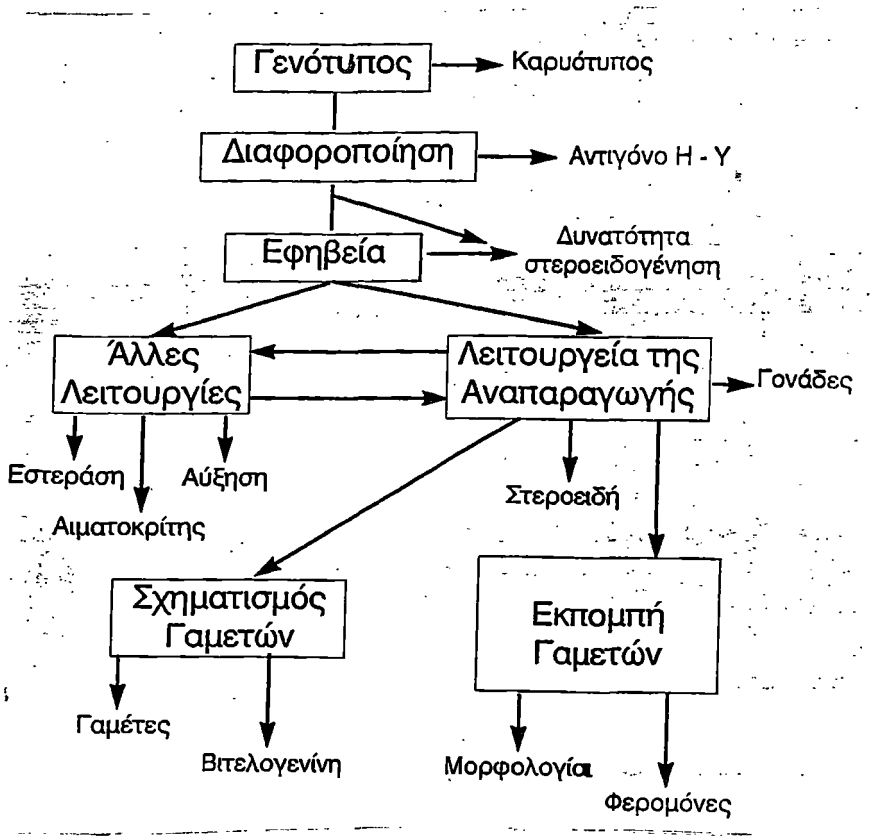 Γενότυπος
Καρυότυπος
Διαφοροποίηση
Αντιγόνο Η - Υ
Εφηβεία
Δυνατότητα
στεροειδογένηση
Άλλες
Λειτουργίες
Λειτουργεία της
Αναπαραγωγής
Γονάδες
Εστεράση
Αύξηση
Στεροειδή
Αιματοκρίτης
Σχηματισμός
Γαμετών
Εκπομπή
Γαμετών
Γαμέτες
Βιτελογενίνη
Μορφολογία
Φερομόνες